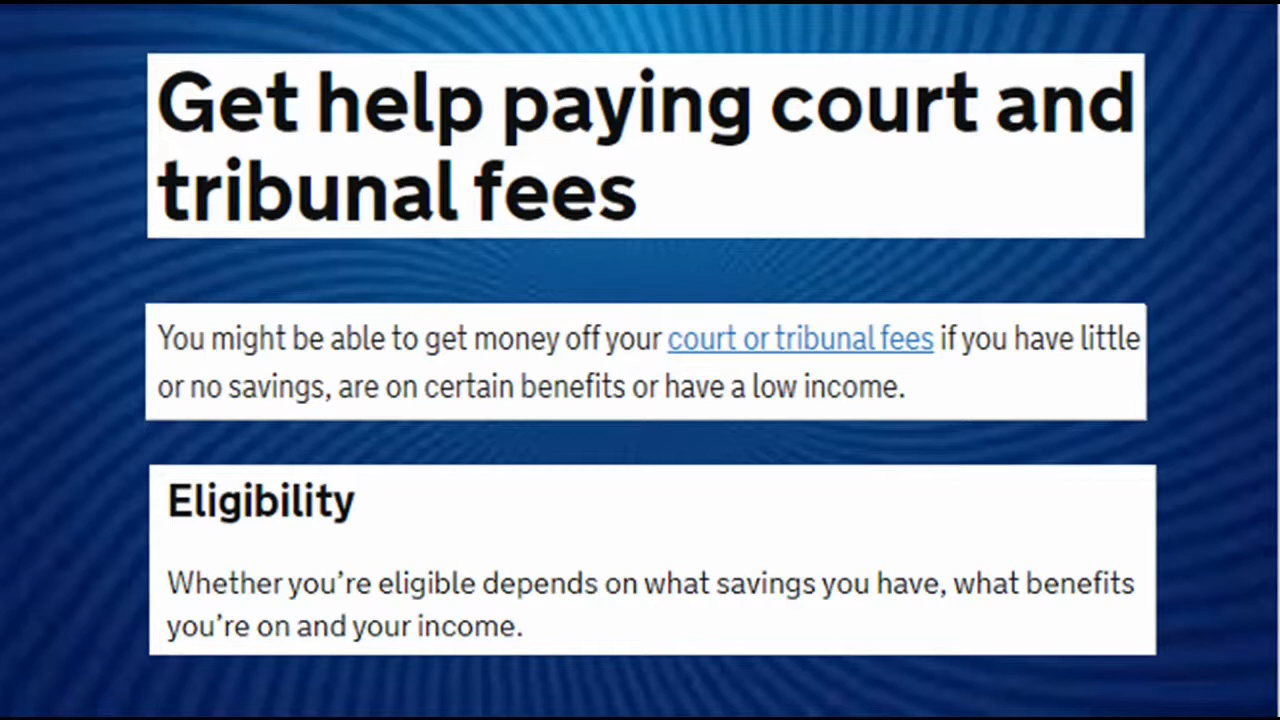 Get help paying court and
tribunal fees
You might be able to get money off your court or tribunal fees if you have little
or no savings, are on certain benefits or have a low income.
Eligibility
Whether you’re eligible depends on what savings you have, what benefits
you’re on and your income.